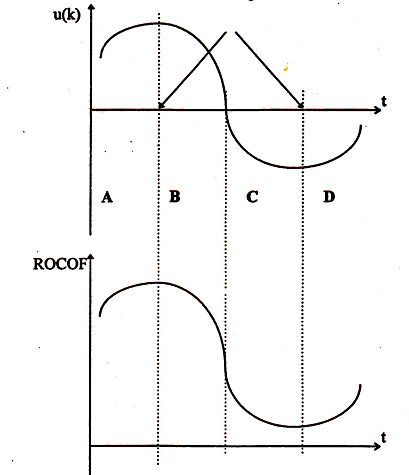 u(k)
t
A B C D
ROCOF
t